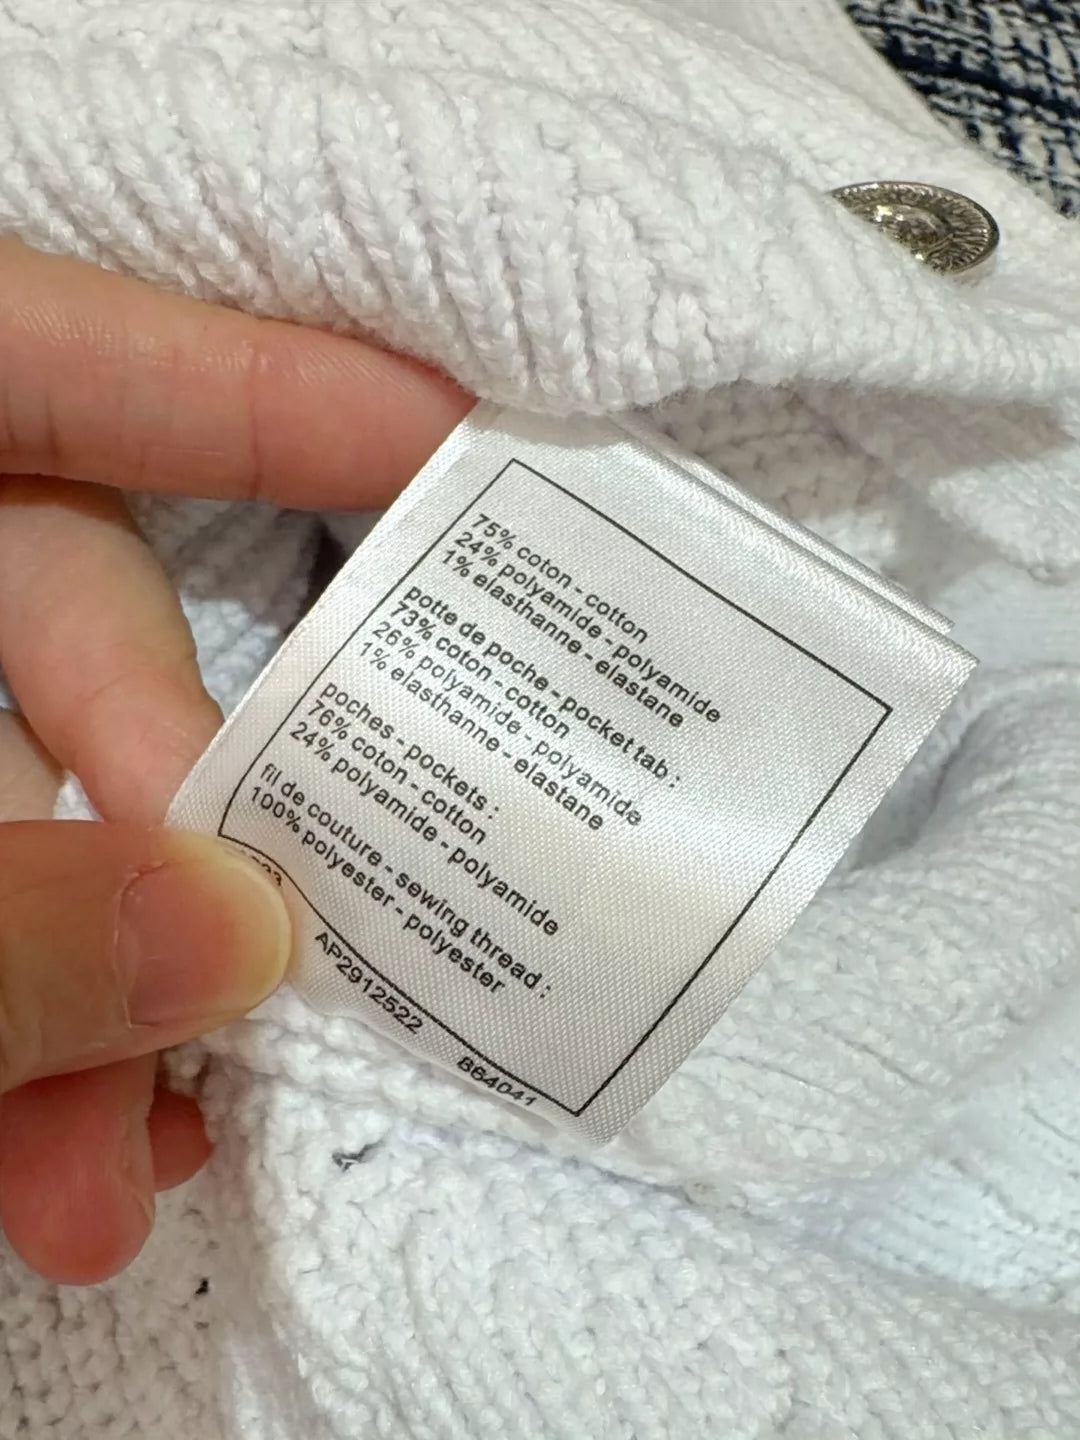 75% coton - cotton
24% polyamide - polyamide
1% elasthanne - elastane
potte de poche - pocket tab :
73% coton - cotton
26% polyamide - polyamide
1% elasthanne - elastane
poches - pockets :
76% coton - cotton
24% polyamide - polyamide
fil de couture - sewing thread :
100% polyester - polyester
AP2912522
864041